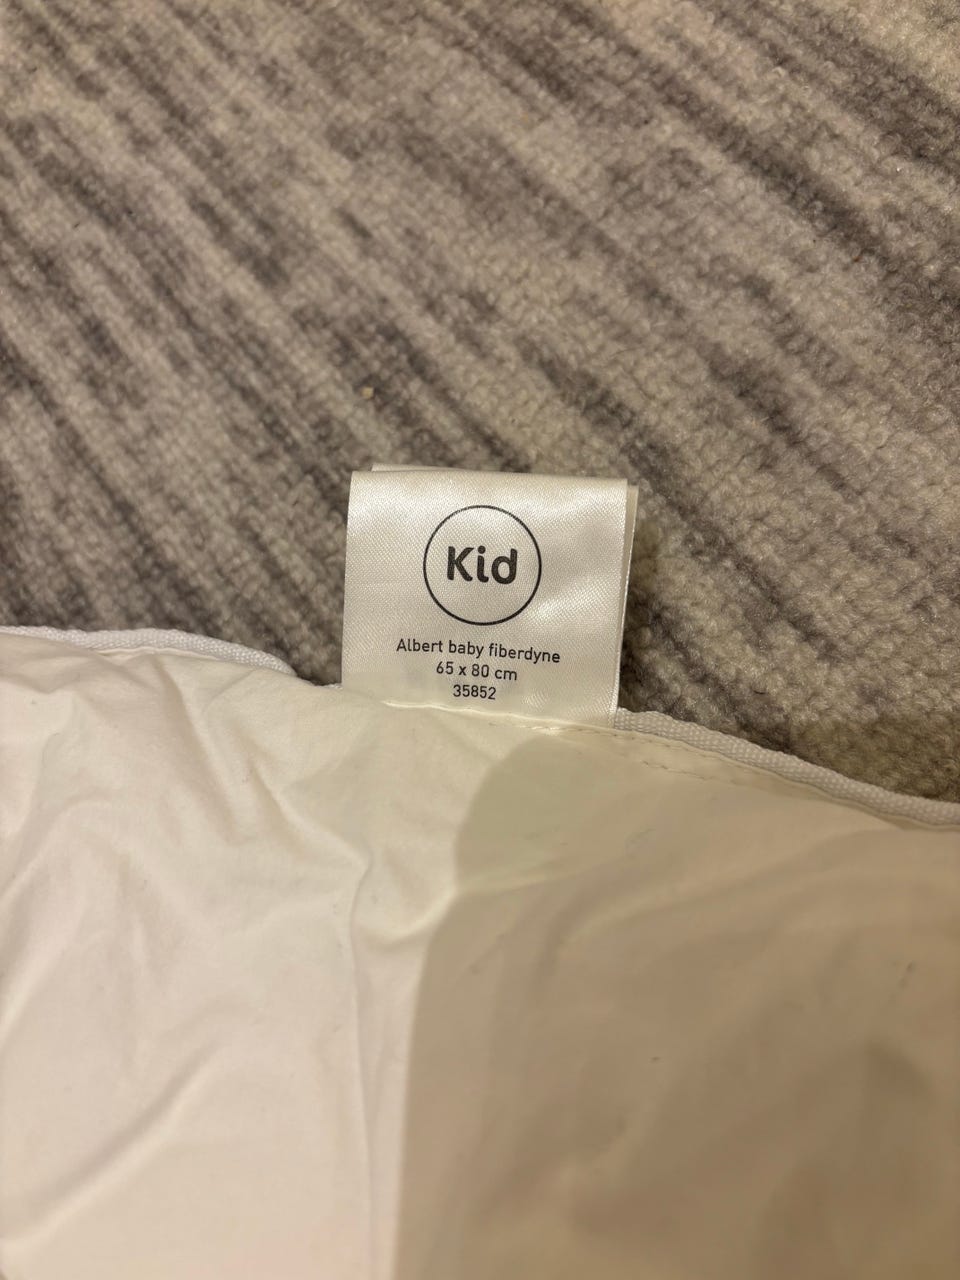 Kid
Albert baby fiberdyne
65 x 80 cm
35852